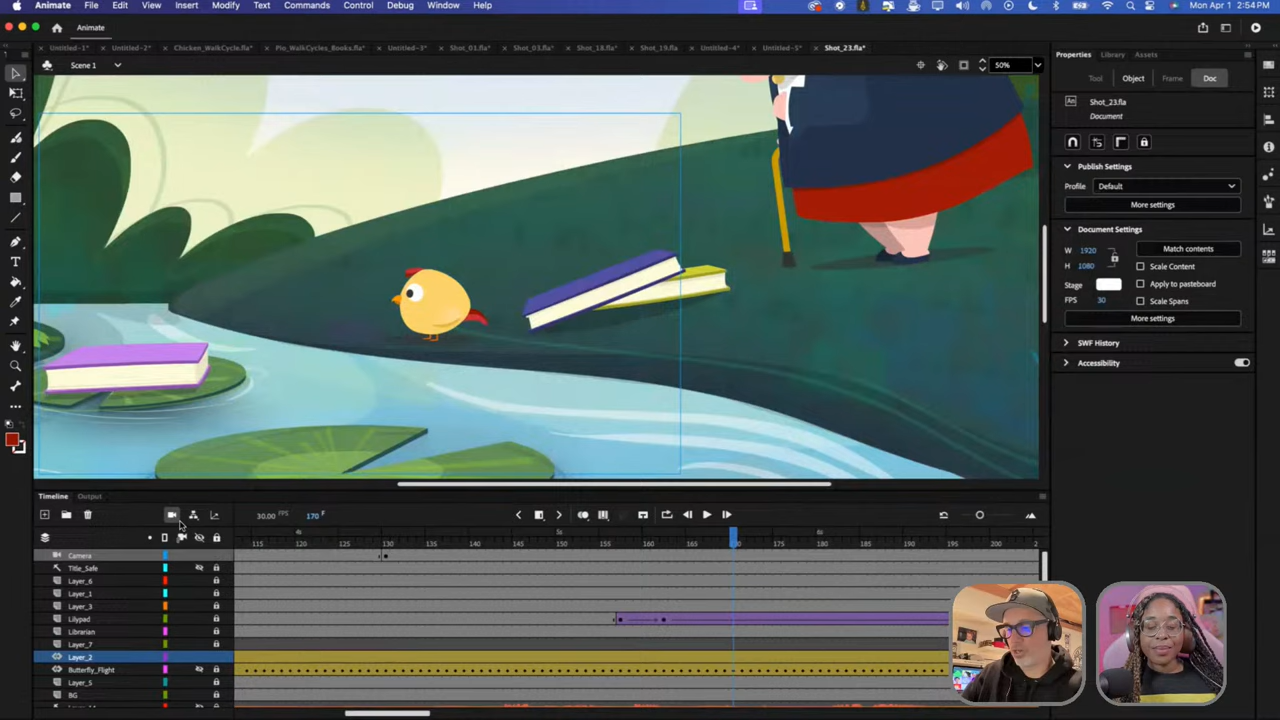 Animate File Edit View Insert Modify Text Commands Control Debug Window Help Mon Apr 1 2:54 PM
Animate
Untitled-1* Untitled-2* Chicken_WalkCycle.fla* Pio_WalkCycles_Books.fla* Untitled-3* Shot_01.fla* Shot_03.fla* Shot_18.fla* Shot_19.fla Untitled-4* Untitled-5* Shot_23.fla*
Scene 1 50%
Properties Library Assets
Tool Object Frame Doc
An Shot_23.fla
Document
Publish Settings
Profile Default
More settings
Document Settings
W 1920 Match contents
H 1080 Scale Content
Stage Apply to pasteboard
FPS 30 Scale Spans
More settings
SWF History
Accessibility
Timeline Output
30.00 FPS 170 F
4s 5s 6s
115 120 125 130 135 140 145 150 155 160 165 175 180 185 190 195 200
Camera
Title_Safe
Layer_6
Layer_1
Layer_3
Lilypad
Librarian
Layer_7
Layer_2
Butterfly_Flight
Layer_5
BG